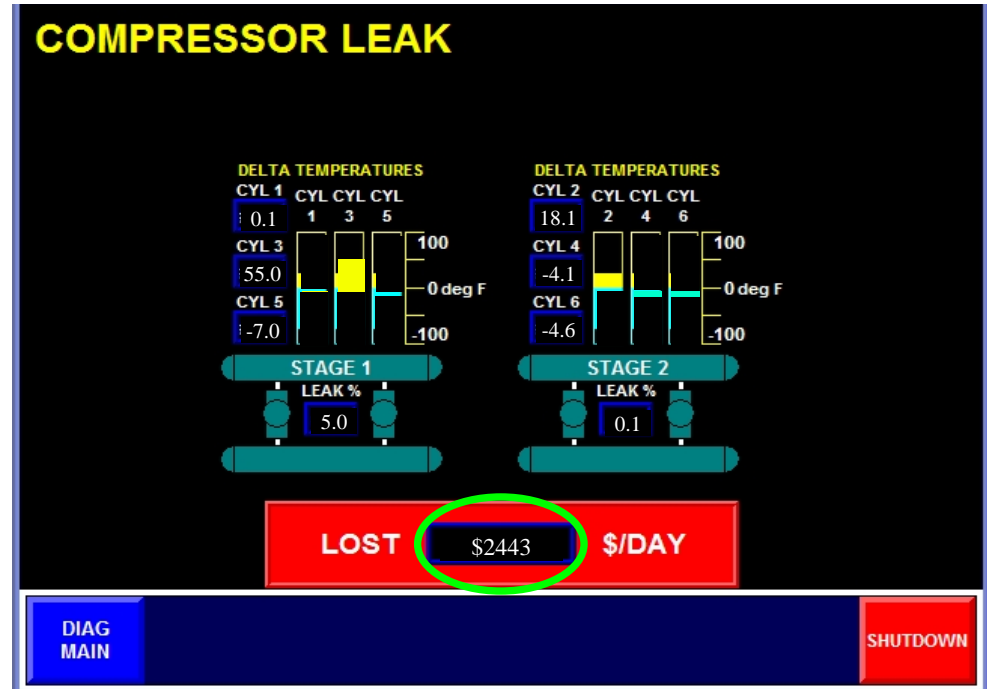 COMPRESSOR LEAK
DELTA TEMPERATURES
CYL 1
0.1
CYL 3
55.0
CYL 5
-7.0
CYL CYL CYL
1 3 5
100
0 deg F
-100
STAGE 1
LEAK %
5.0
DELTA TEMPERATURES
CYL 2
18.1
CYL 4
-4.1
CYL 6
-4.6
CYL CYL CYL
2 4 6
100
0 deg F
-100
STAGE 2
LEAK %
0.1
LOST $2443 $/DAY
DIAG
MAIN
SHUTDOWN